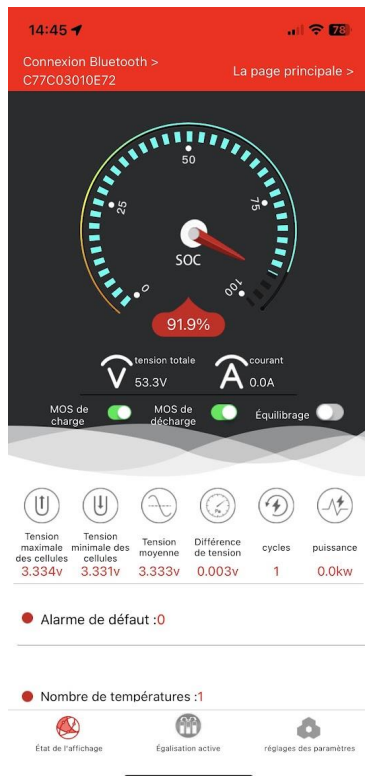 14:45
78
Connexion Bluetooth >
C77C03010E72
La page principale >
50
25
75
0
100
SOC
91.9%
tension totale
V 53.3V
courant
A 0.0A
MOS de
charge
MOS de
décharge
Équilibrage
Tension
maximale
des cellules
3.334v
Tension
minimale des
cellules
3.331v
Tension
moyenne
3.333v
Différence
de tension
0.003v
cycles
1
puissance
0.0kw
Alarme de défaut :0
Nombre de températures :1
État de l'affichage
Égalisation active
réglages des paramètres